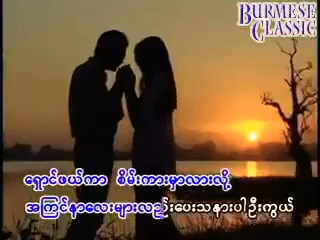 BURMESE
CLASSIC
ရှောင်ဖယ်ကာ စိမ်းကားမှာလားလို့
အကြင်နာလေးများလည်းပေးသနားပါဦးကွယ်